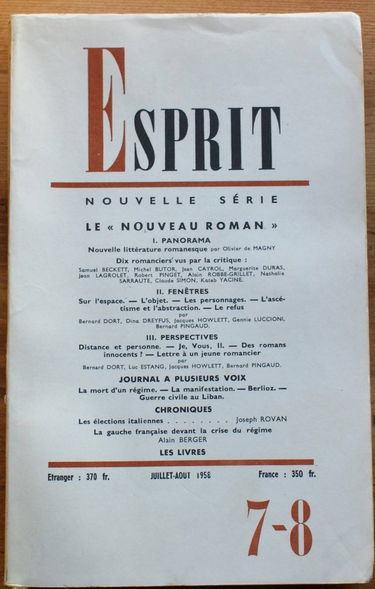 ESPRIT
NOUVELLE SÉRIE
LE « NOUVEAU ROMAN »
I. PANORAMA
Nouvelle littérature romanesque par Olivier de MAGNY
Dix romanciers vus par la critique :
Samuel BECKETT, Michel BUTOR, Jean CAYROL, Marguerite DURAS,
Jean LAGROLET, Robert PINGET, Alain ROBBE-GRILLET, Nathalie
SARRAUTE, Claude SIMON, Kateb YACINE.
II. FENÊTRES
Sur l'espace. — L'objet. — Les personnages. — L'ascé-
tisme et l'abstraction. — Le refus
par
Bernard DORT, Dina DREYFUS, Jacques HOWLETT, Gennie LUCCIONI,
Bernard PINGAUD.
III. PERSPECTIVES
Distance et personne. — Je, Vous, Il. — Des romans
innocents ? — Lettre à un jeune romancier
par
Bernard DORT, Luc ESTANG, Jacques HOWLETT, Bernard PINGAUD.
JOURNAL A PLUSIEURS VOIX
La mort d'un régime. — La manifestation. — Berlioz. —
Guerre civile au Liban.
CHRONIQUES
Les élections italiennes . . . . . . . . Joseph ROVAN
La gauche française devant la crise du régime
Alain BERGER
LES LIVRES
Etranger : 370 fr. JUILLET-AOUT 1958 France : 350 fr.
7-8